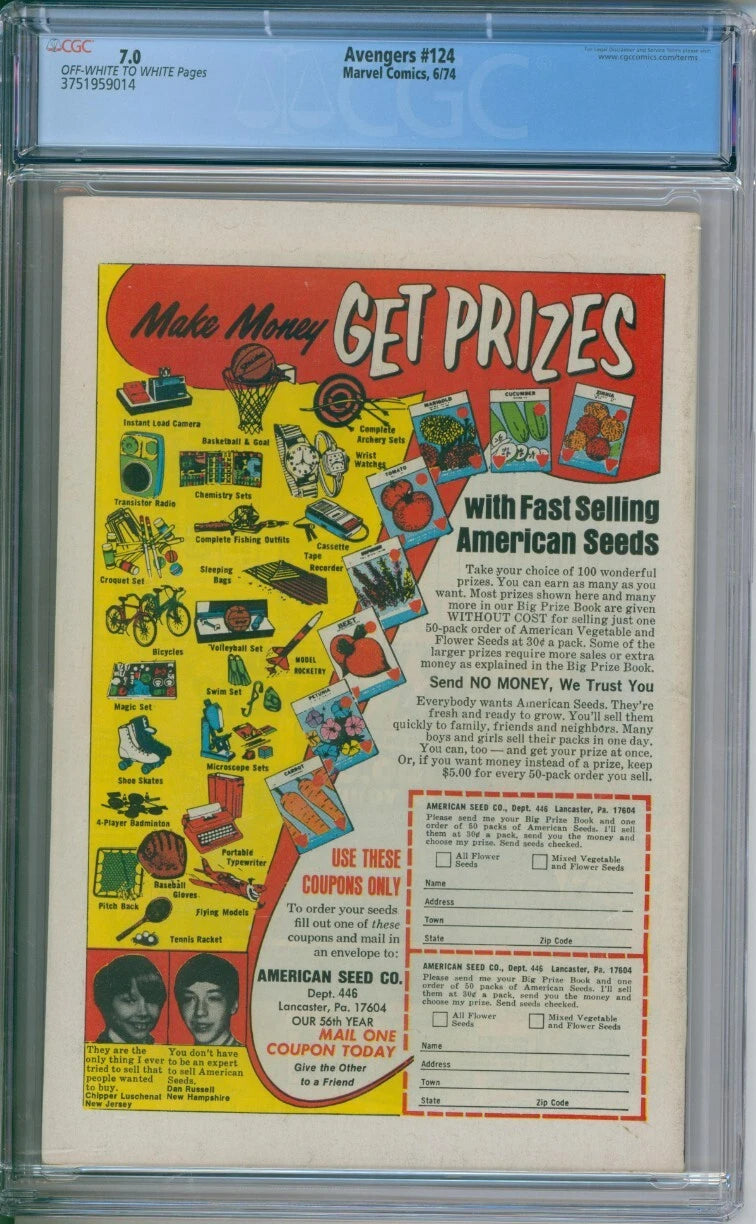 CGC
7.0
OFF-WHITE TO WHITE Pages
3751959014
Avengers #124
Marvel Comics, 6/74
For Legal Disclaimer and Service Terms please visit:
www.cgccomics.com/terms
CGC
Make Money GET PRIZES
Instant Load Camera
Basketball & Goal
Complete
Archery Sets
MARIGOLD
CUCUMBER
ZINNIA
Wrist
Watches
Transistor Radio
Chemistry Sets
TOMATO
Complete Fishing Outfits
Cassette
Tape
Recorder
Croquet Set
Sleeping
Bags
Bicycles
Volleyball Set
MODEL
ROCKETRY
BEET
Magic Set
Swim Set
PETUNIA
Shoe Skates
Microscope Sets
CARROT
4-Player Badminton
Portable
Typewriter
Baseball
Gloves
Pitch Back
Flying Models
Tennis Racket
with Fast Selling
American Seeds
Take your choice of 100 wonderful
prizes. You can earn as many as you
want. Most prizes shown here and many
more in our Big Prize Book are given
WITHOUT COST for selling just one
50-pack order of American Vegetable and
Flower Seeds at 30¢ a pack. Some of the
larger prizes require more sales or extra
money as explained in the Big Prize Book.
Send NO MONEY, We Trust You
Everybody wants American Seeds. They're
fresh and ready to grow. You'll sell them
quickly to family, friends and neighbors. Many
boys and girls sell their packs in one day.
You can, too — and get your prize at once.
Or, if you want money instead of a prize, keep
$5.00 for every 50-pack order you sell.
USE THESE
COUPONS ONLY
To order your seeds
fill out one of these
coupons and mail in
an envelope to:
AMERICAN SEED CO.
Dept. 446
Lancaster, Pa. 17604
OUR 56th YEAR
MAIL ONE
COUPON TODAY
Give the Other
to a Friend
They are the
only thing I ever
tried to sell that
people wanted
to buy.
Chipper Luschenal
New Jersey
You don't have
to be an expert
to sell American
Seeds.
Dan Russell
New Hampshire
AMERICAN SEED CO., Dept. 446 Lancaster, Pa. 17604
Please send me your Big Prize Book and one
order of 50 packs of American Seeds. I'll sell
them at 30¢ a pack, send you the money and
choose my prize. Send seeds checked.
All Flower
Seeds
Mixed Vegetable
and Flower Seeds
Name
Address
Town
State Zip Code
AMERICAN SEED CO., Dept. 446 Lancaster, Pa. 17604
Please send me your Big Prize Book and one
order of 50 packs of American Seeds. I'll sell
them at 30¢ a pack, send you the money and
choose my prize. Send seeds checked.
All Flower
Seeds
Mixed Vegetable
and Flower Seeds
Name
Address
Town
State Zip Code